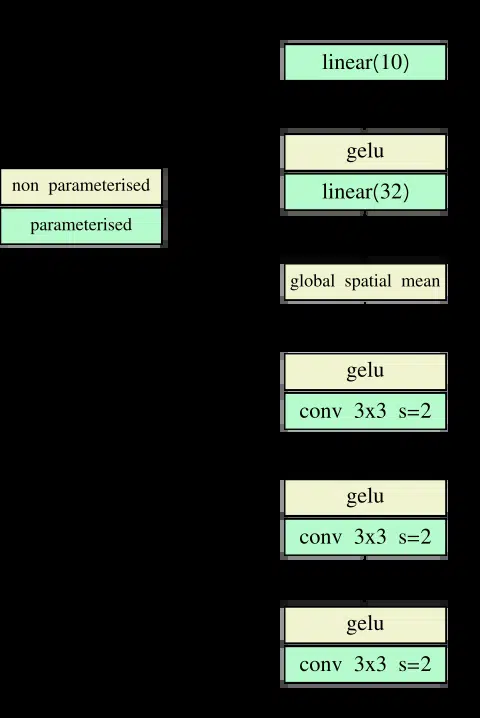 linear(10)
gelu
linear(32)
non parameterised
parameterised
global spatial mean
gelu
conv 3x3 s=2
gelu
conv 3x3 s=2
gelu
conv 3x3 s=2